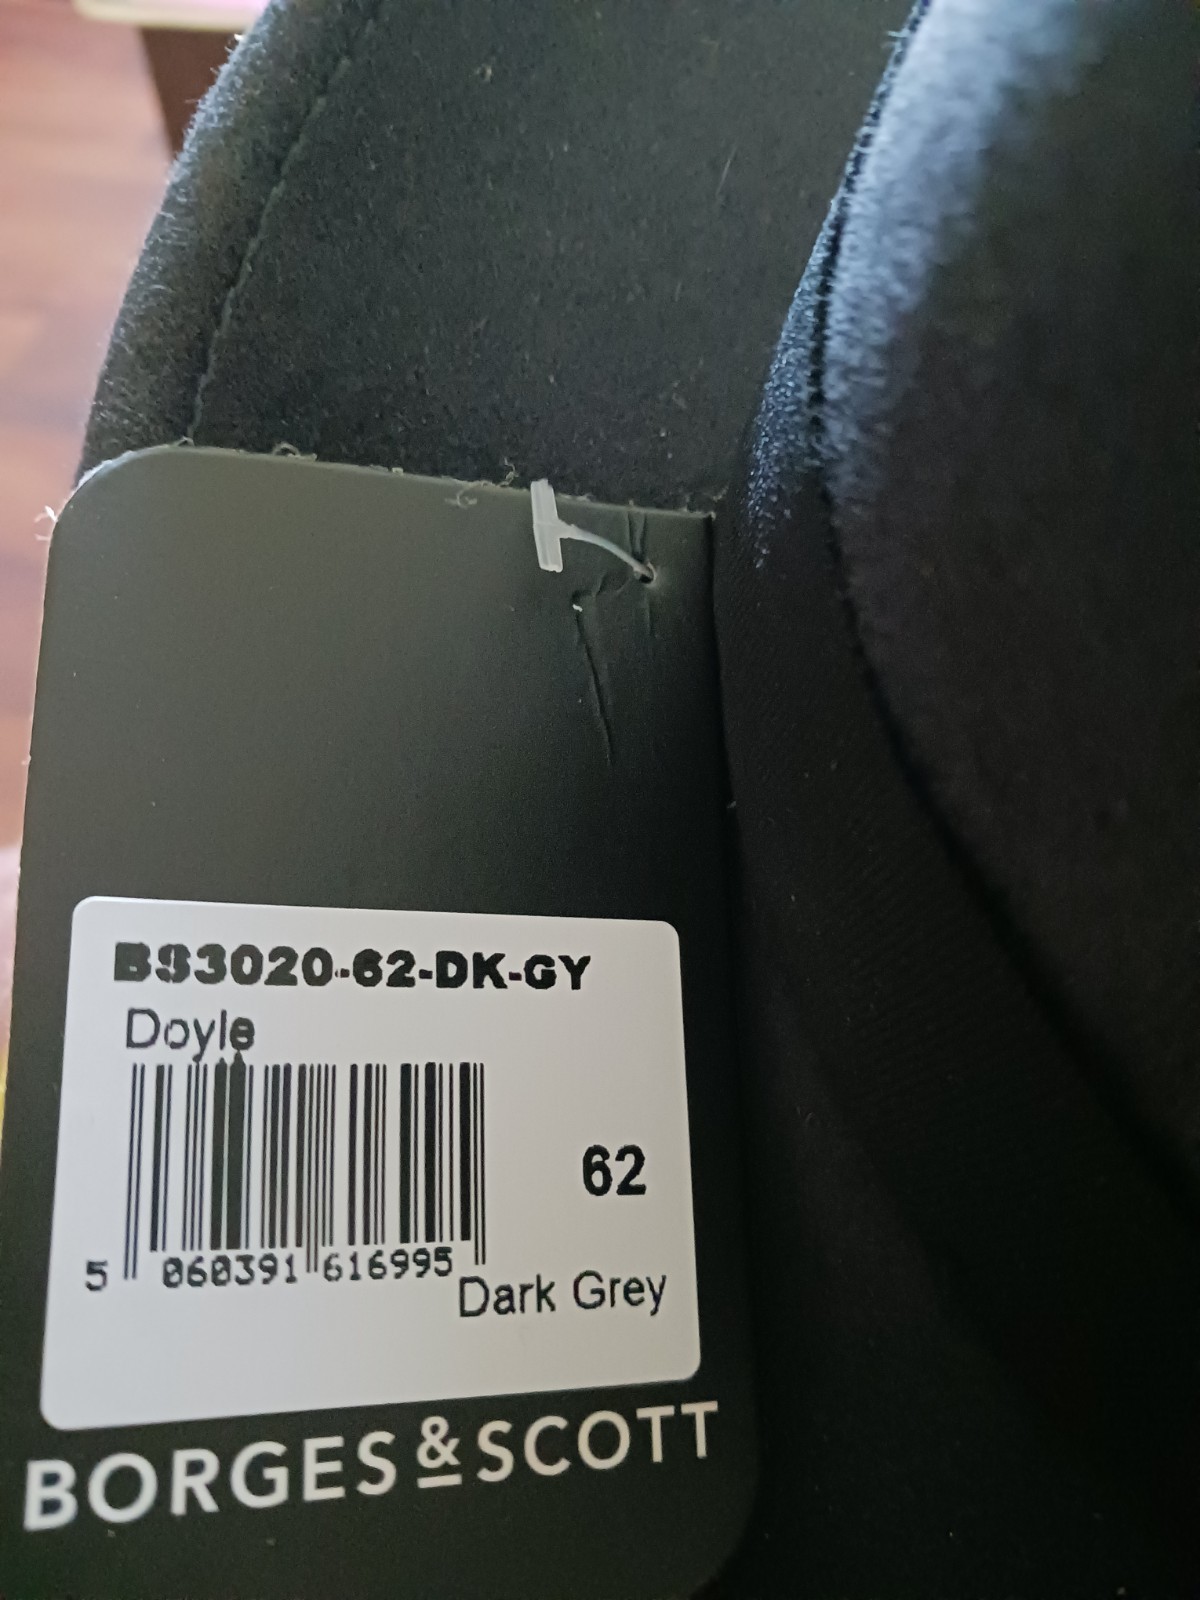 BS3020-62-DK-GY
Doyle
62
5 060391 616995
Dark Grey
BORGES & SCOTT